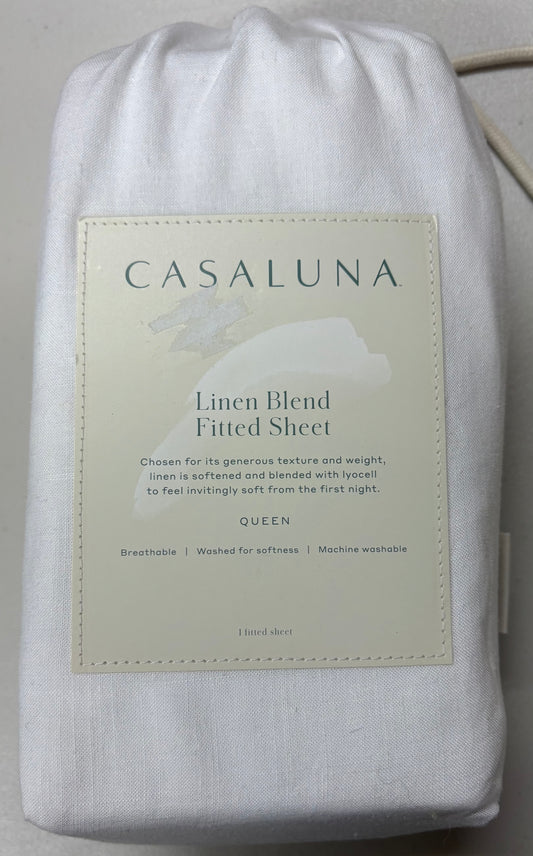 CASALUNA™
Linen Blend
Fitted Sheet
Chosen for its generous texture and weight,
linen is softened and blended with lyocell
to feel invitingly soft from the first night.
QUEEN
Breathable | Washed for softness | Machine washable
1 fitted sheet